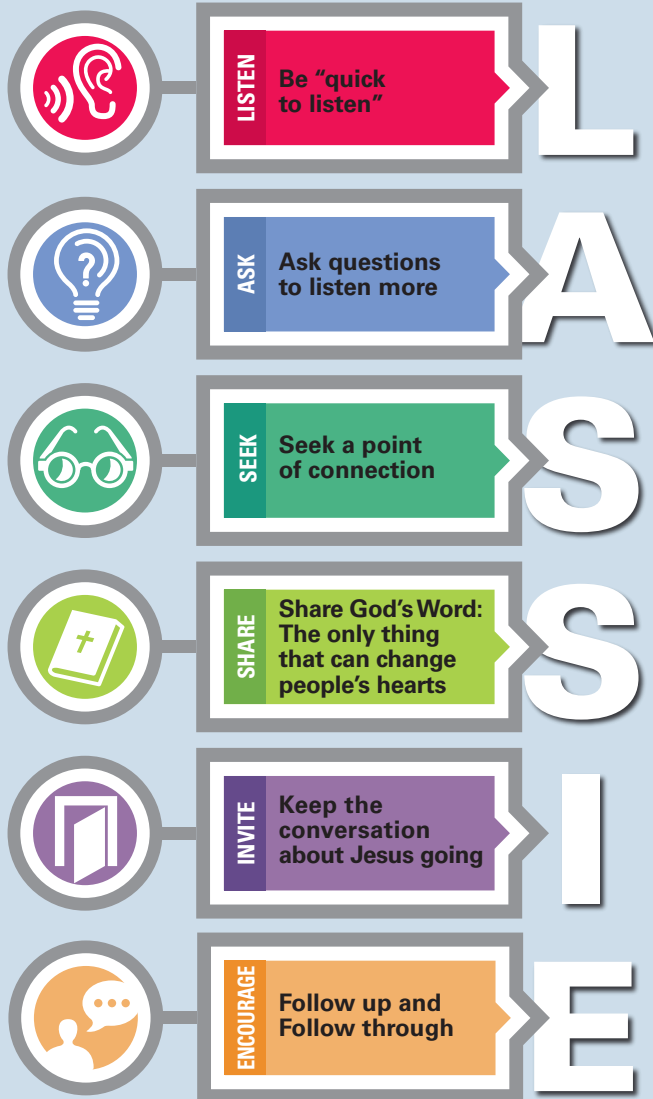 LISTEN
Be “quick
to listen”
L
ASK
Ask questions
to listen more
A
?
SEEK
Seek a point
of connection
S
SHARE
Share God’s Word:
The only thing
that can change
people’s hearts
S
INVITE
Keep the
conversation
about Jesus going
I
ENCOURAGE
Follow up and
Follow through
E